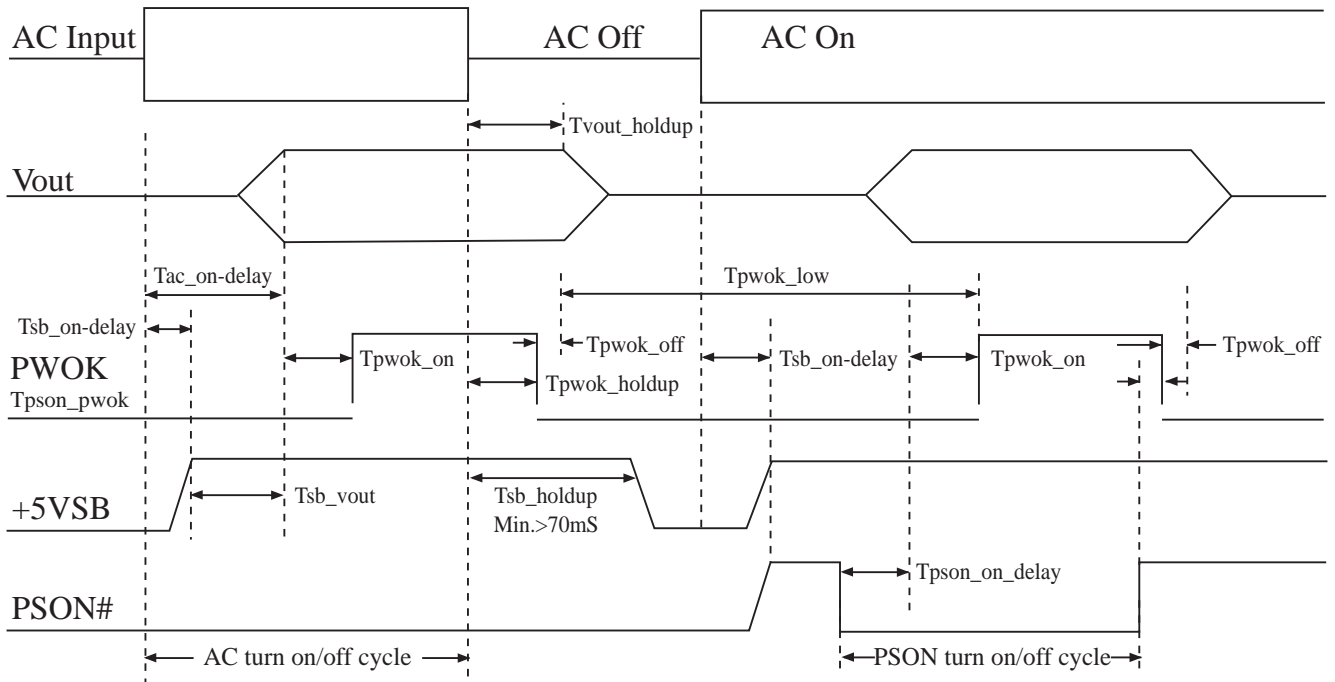 AC Input
AC Off
AC On
Tvout_holdup
Vout
Tac_on-delay
Tpwok_low
Tsb_on-delay
Tpwok_on
Tpwok_off
Tsb_on-delay
Tpwok_on
Tpwok_off
PWOK
Tpwok_holdup
Tpson_pwok
Tsb_vout
Tsb_holdup
Min.>70mS
+5VSB
Tpson_on_delay
PSON#
AC turn on/off cycle
PSON turn on/off cycle